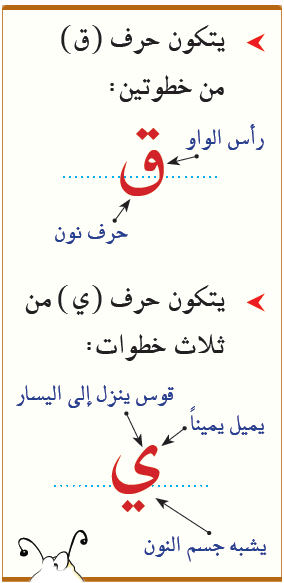 يتكون حرف (ق)
من خطوتين:
رأس الواو
ق
حرف نون
يتكون حرف (ي) من
ثلاث خطوات:
قوس ينزل إلى اليسار
يميل يميناً
ي
يشبه جسم النون